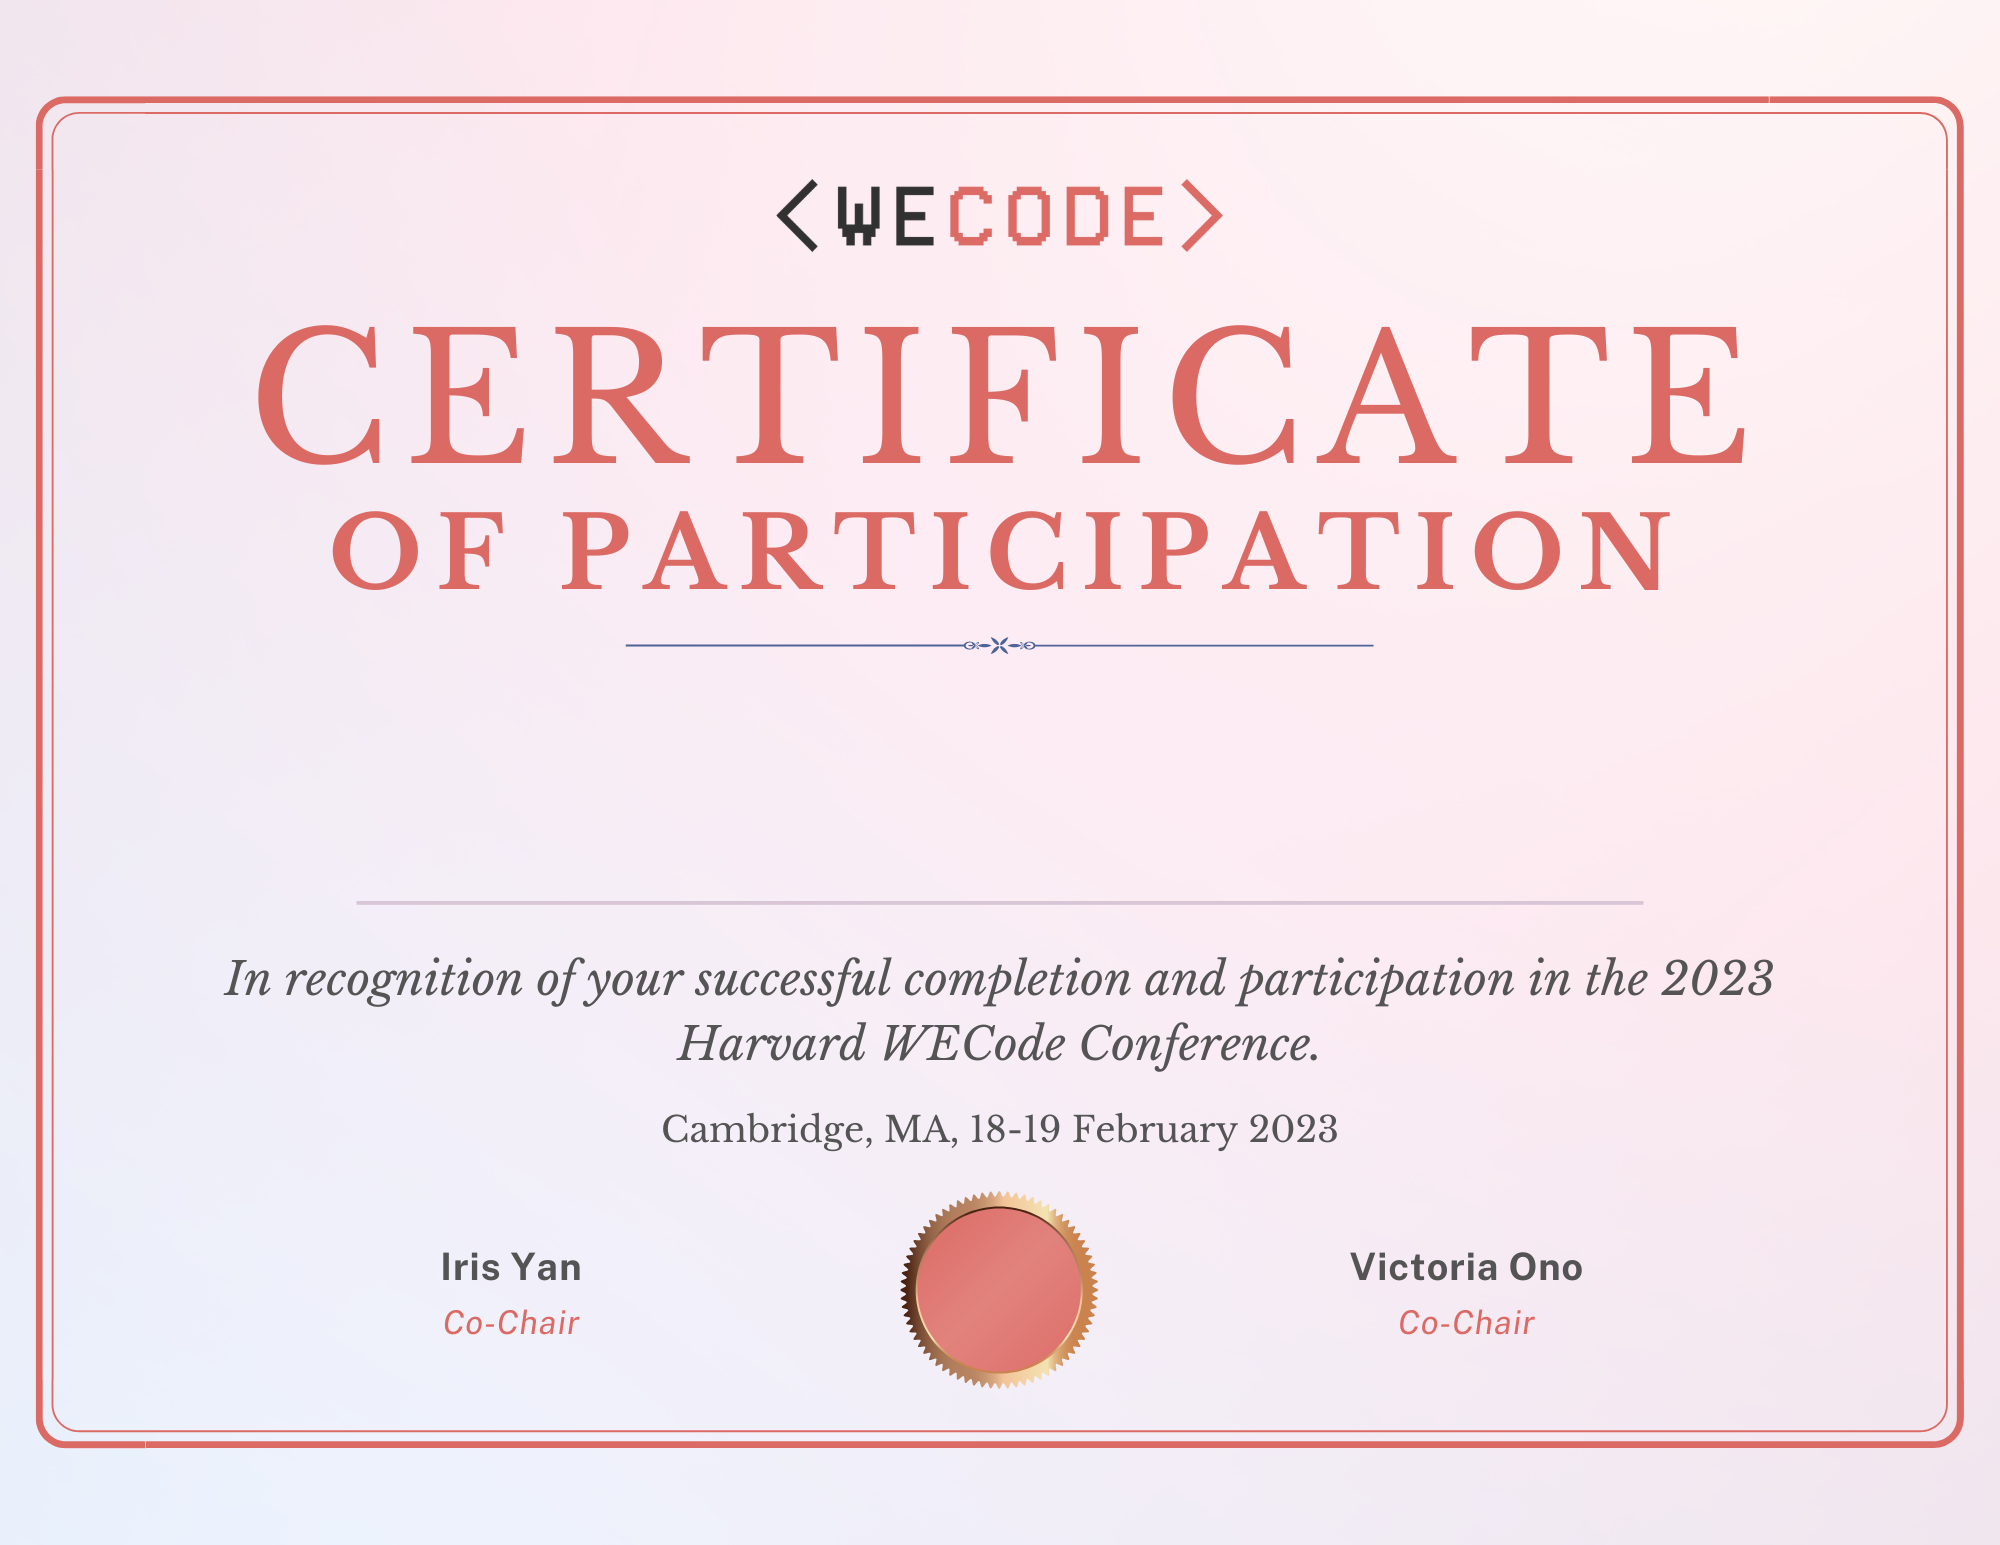 <WECODE>
CERTIFICATE
OF PARTICIPATION
In recognition of your successful completion and participation in the 2023
Harvard WECode Conference.
Cambridge, MA, 18-19 February 2023
Iris Yan
Co-Chair
Victoria Ono
Co-Chair